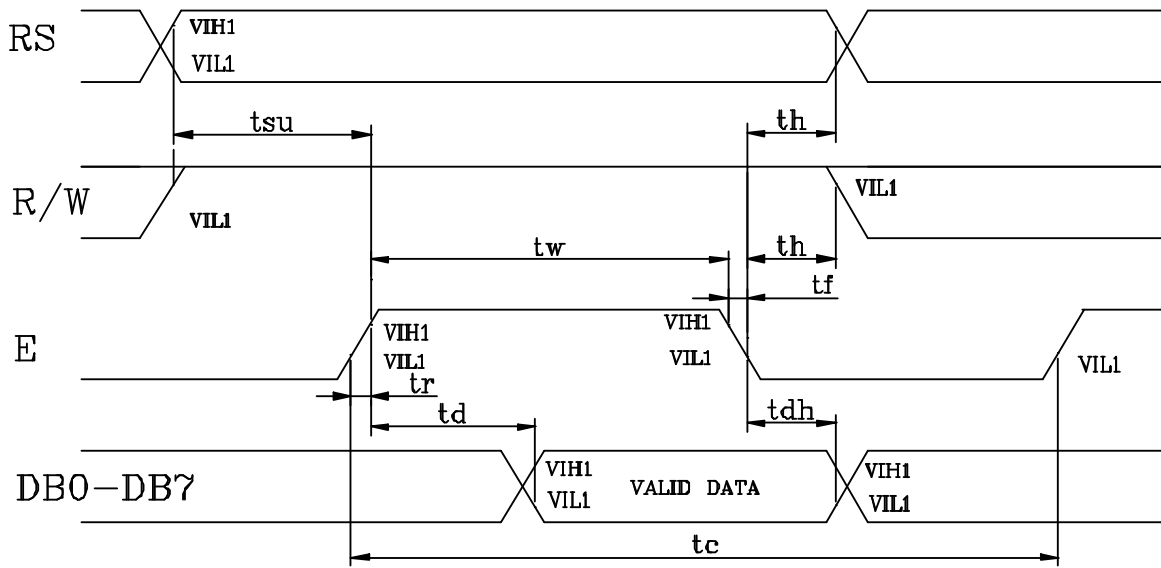 RS
VIH1
VIL1
tsu
th
R/W
VIL1
VIL1
tw
th
tf
E
VIH1
VIL1
VIH1
VIL1
VIL1
tr
td
tdh
DB0-DB7
VIH1
VIL1
VALID DATA
VIH1
VIL1
tc